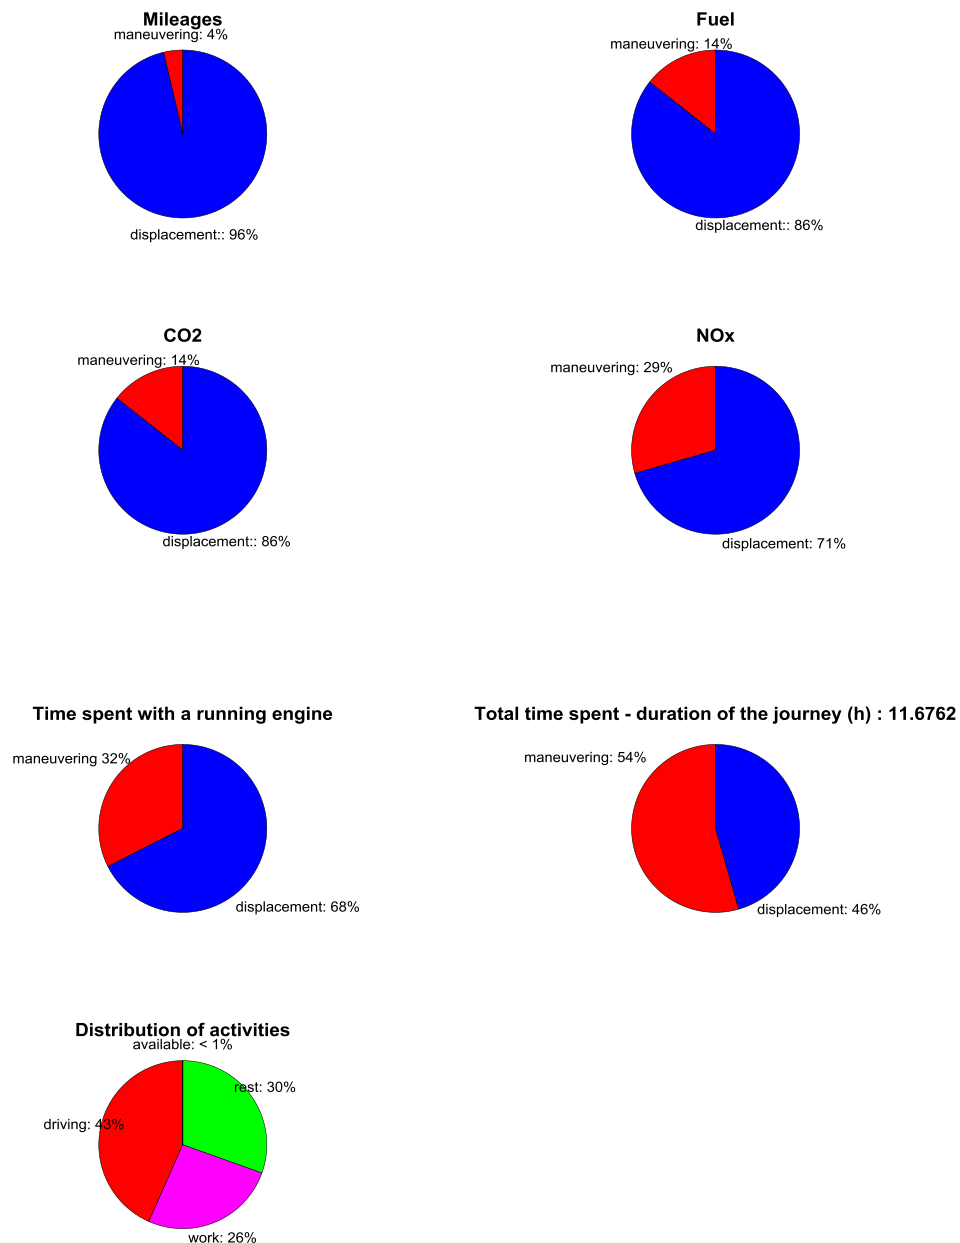 Mileages
maneuvering: 4%
displacement:: 96%
Fuel
maneuvering: 14%
displacement:: 86%
CO2
maneuvering: 14%
displacement:: 86%
NOx
maneuvering: 29%
displacement: 71%
Time spent with a running engine
maneuvering 32%
displacement: 68%
Total time spent - duration of the journey (h) : 11.6762
maneuvering: 54%
displacement: 46%
Distribution of activities
available: < 1%
rest: 30%
driving: 43%
work: 26%